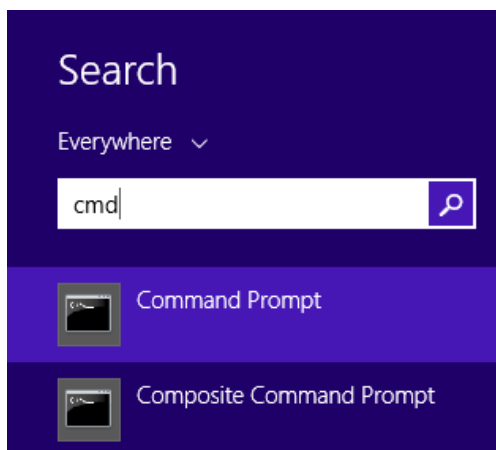 Search
Everywhere
cmd
Command Prompt
Composite Command Prompt